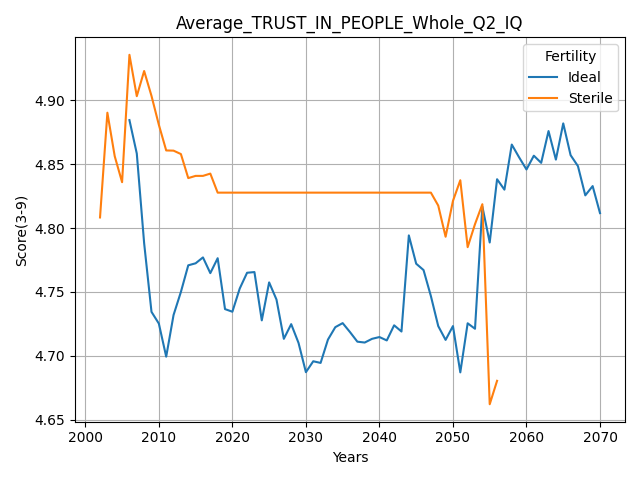 Average_TRUST_IN_PEOPLE_Whole_Q2_IQ
Fertility
Ideal
Sterile
Score(3-9)
4.90
4.85
4.80
4.75
4.70
4.65
2000 2010 2020 2030 2040 2050 2060 2070
Years